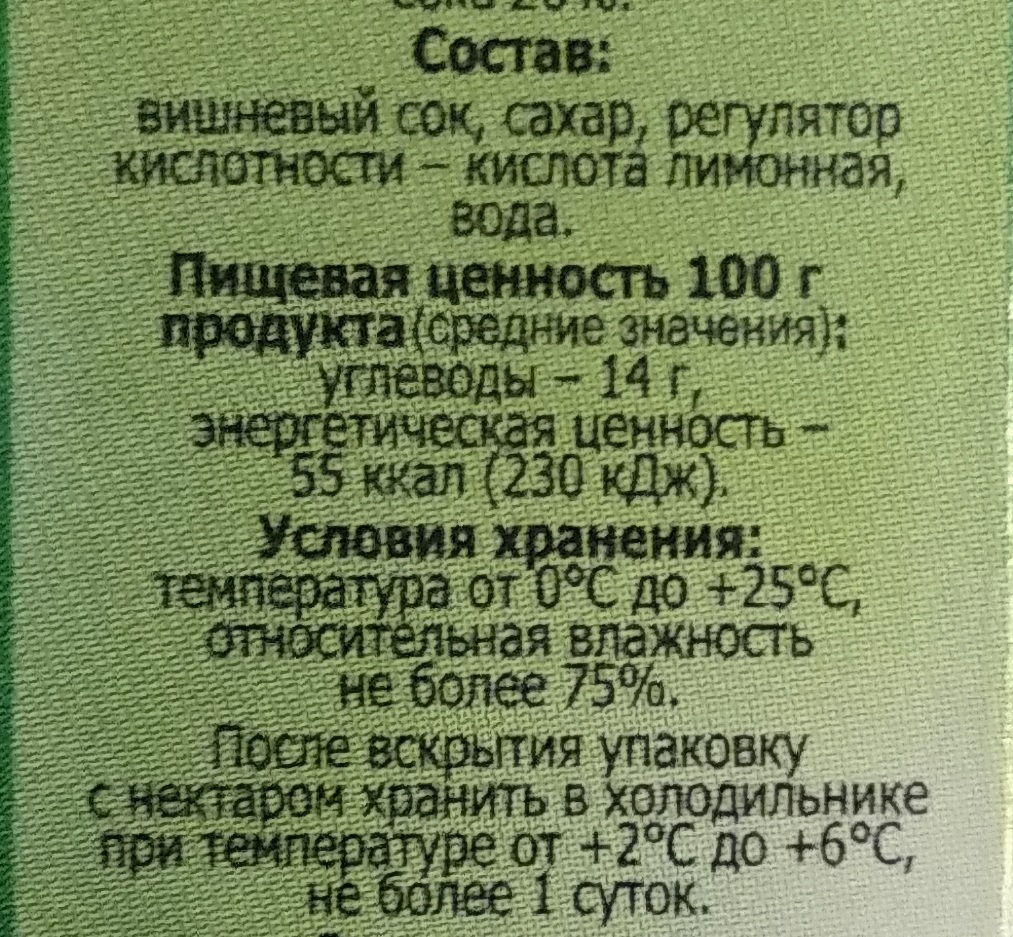 Состав:
вишневый сок, сахар, регулятор
кислотности – кислота лимонная,
вода.
Пищевая ценность 100 г
продукта (средние значения):
углеводы – 14 г,
энергетическая ценность –
55 ккал (230 кДж).
Условия хранения:
температура от 0°С до +25°С,
относительная влажность
не более 75%.
После вскрытия упаковку
с нектаром хранить в холодильнике
при температуре от +2°С до +6°С,
не более 1 суток.